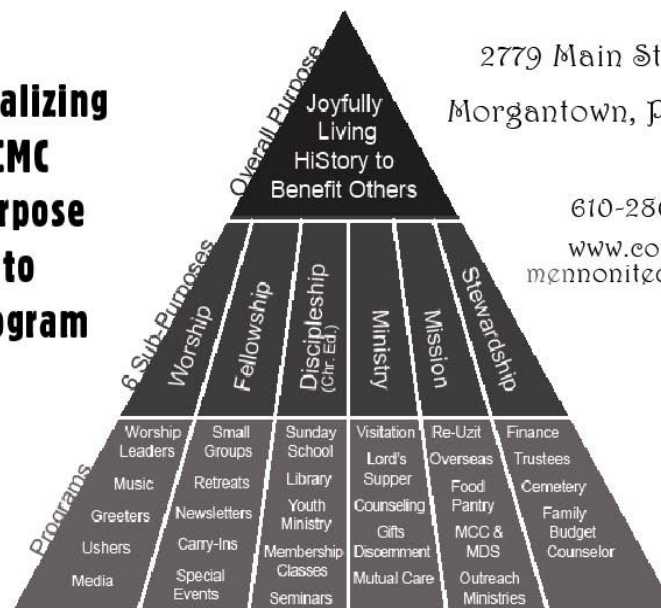 alizing
CMC
rpose
to
ogram
2779 Main St
Morgantown, P
610-28
www.co
mennonite
Overall Purpose
Joyfully
Living
HiStory to
Benefit Others
6 Sub-Purposes
Worship
Fellowship
Discipleship
(Chr. Ed.)
Ministry
Mission
Stewardship
Programs
Worship
Leaders
Music
Greeters
Ushers
Media
Small
Groups
Retreats
Newsletters
Carry-Ins
Special
Events
Sunday
School
Library
Youth
Ministry
Membership
Classes
Seminars
Visitation
Lord's
Supper
Counseling
Gifts
Discernment
Mutual Care
Re-Uzit
Overseas
Food
Pantry
MCC &
MDS
Outreach
Ministries
Finance
Trustees
Cemetery
Family
Budget
Counselor